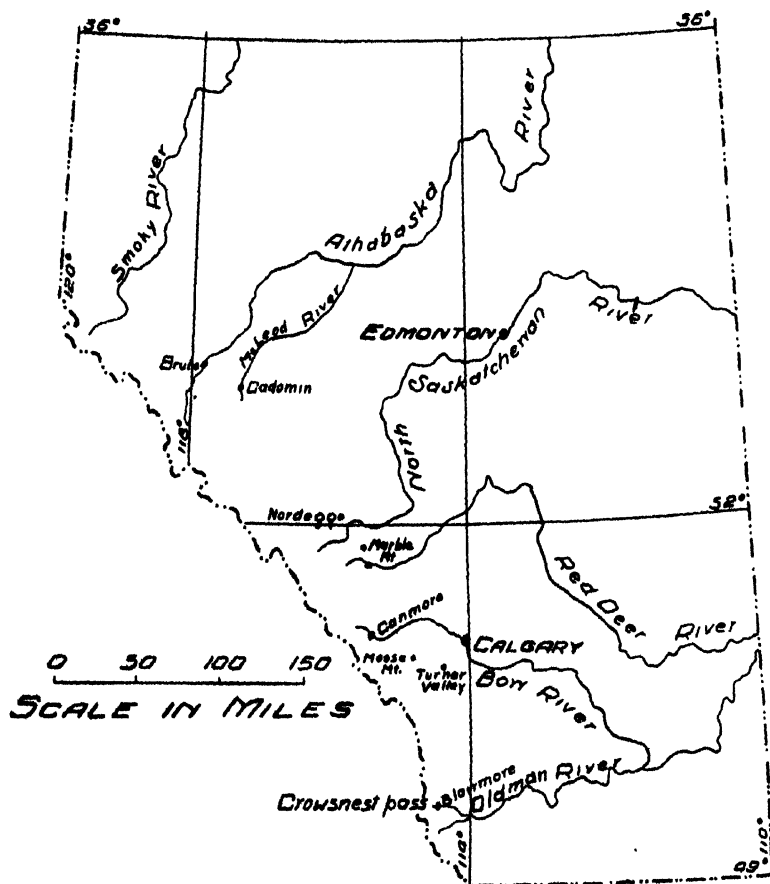 56°
56°
Smoky River
River
Athabaska
120°
McLeod River
EDMONTON
River
Saskatchewan
Brule
Cadomin
118°
North
Nordegg
52°
Marble
Mt
Red Deer
River
Canmore
CALGARY
Moose
Mt.
Turner
Valley
Bow River
0 50 100 150
SCALE IN MILES
Blairmore
Crowsnest pass
Oldman River
114°
49°
110°